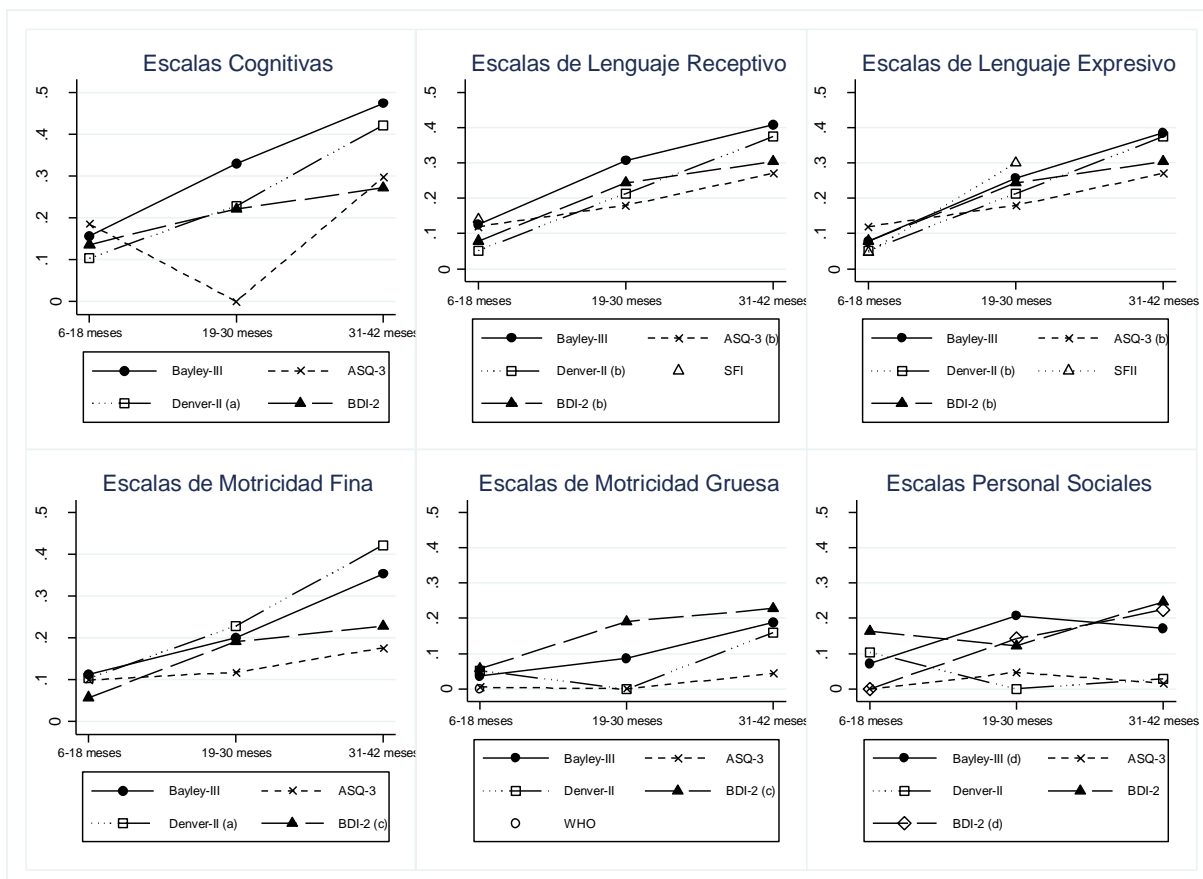 Escalas Cognitivas
.5
.4
.3
.2
.1
0
6-18 meses 19-30 meses 31-42 meses
Bayley-III ASQ-3
Denver-II (a) BDI-2
Escalas de Lenguaje Receptivo
.5
.4
.3
.2
.1
0
6-18 meses 19-30 meses 31-42 meses
Bayley-III ASQ-3 (b)
Denver-II (b) SFI
BDI-2 (b)
Escalas de Lenguaje Expresivo
.5
.4
.3
.2
.1
0
6-18 meses 19-30 meses 31-42 meses
Bayley-III ASQ-3 (b)
Denver-II (b) SFII
BDI-2 (b)
Escalas de Motricidad Fina
.5
.4
.3
.2
.1
0
6-18 meses 19-30 meses 31-42 meses
Bayley-III ASQ-3
Denver-II (a) BDI-2 (c)
Escalas de Motricidad Gruesa
.5
.4
.3
.2
.1
0
6-18 meses 19-30 meses 31-42 meses
Bayley-III ASQ-3
Denver-II BDI-2 (c)
WHO
Escalas Personal Sociales
.5
.4
.3
.2
.1
0
6-18 meses 19-30 meses 31-42 meses
Bayley-III (d) ASQ-3
Denver-II BDI-2
BDI-2 (d)